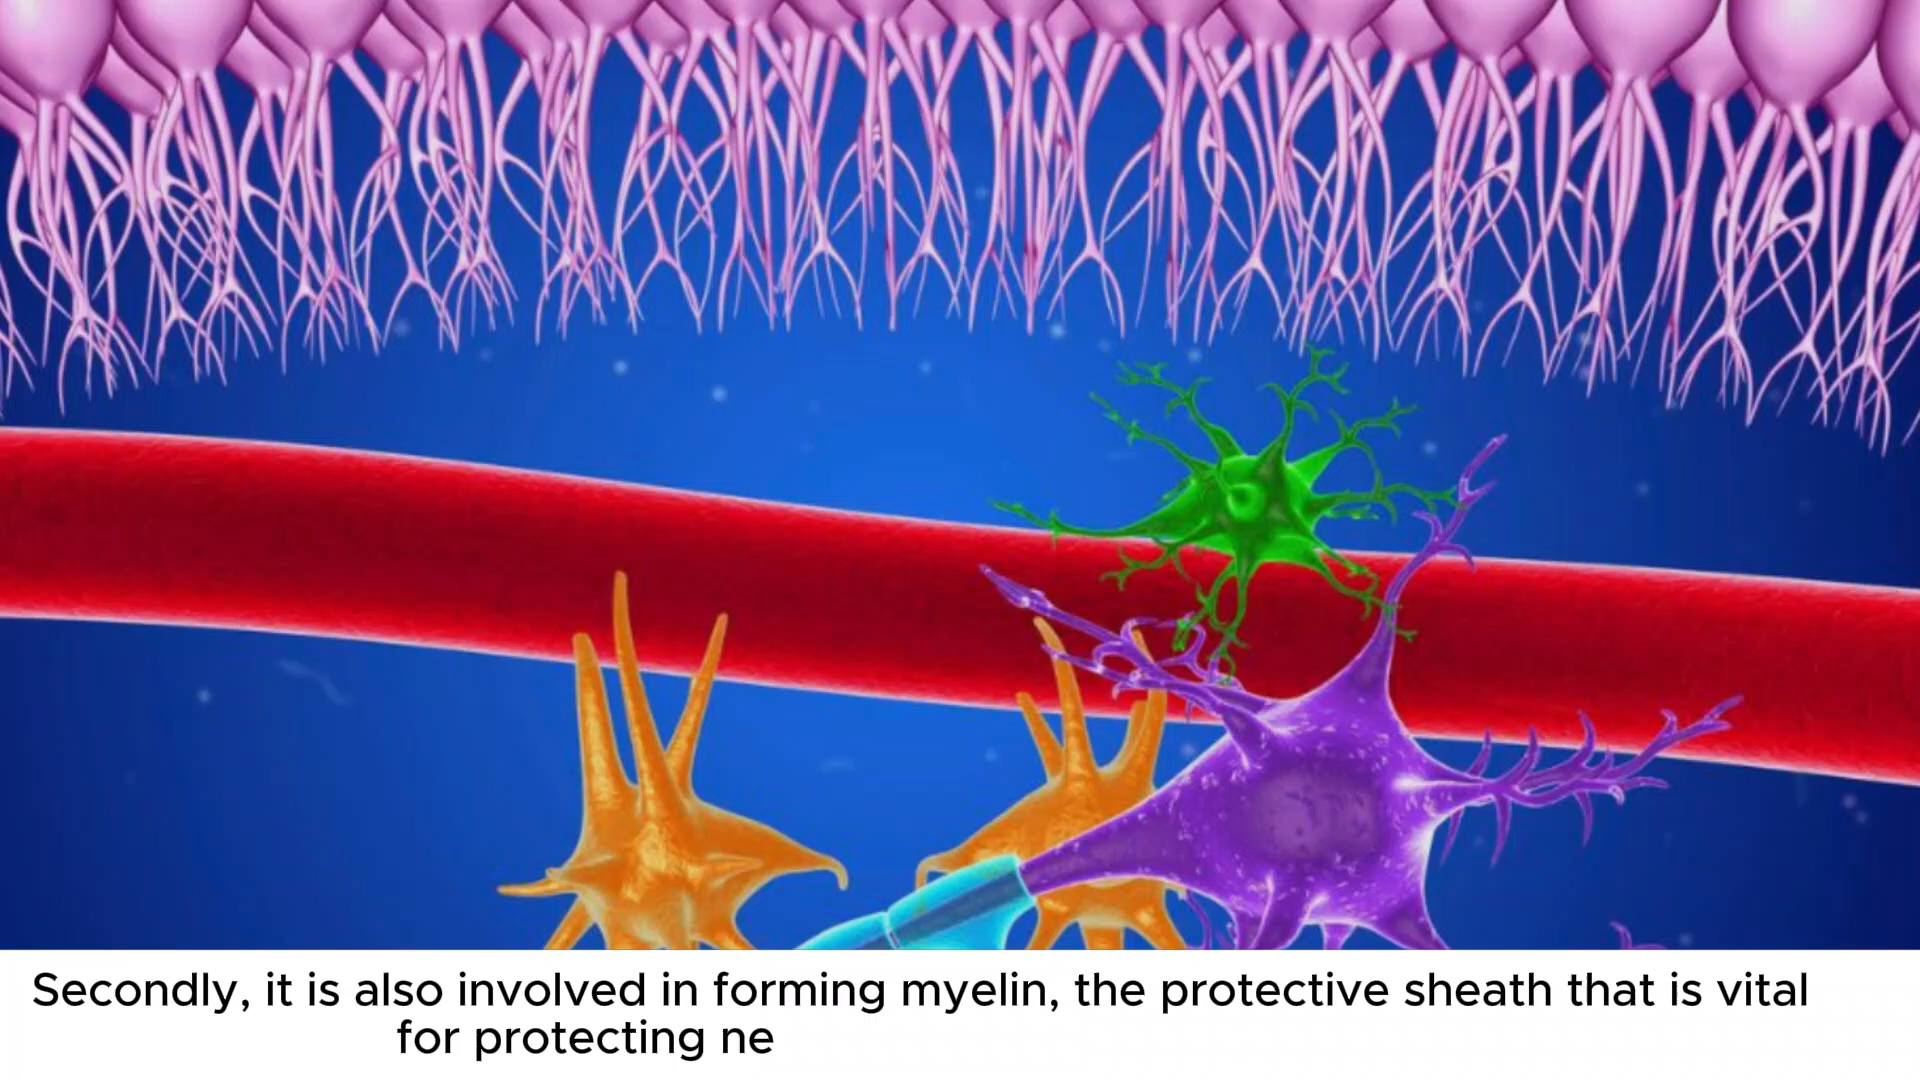 Secondly, it is also involved in forming myelin, the protective sheath that is vital
for protecting ne